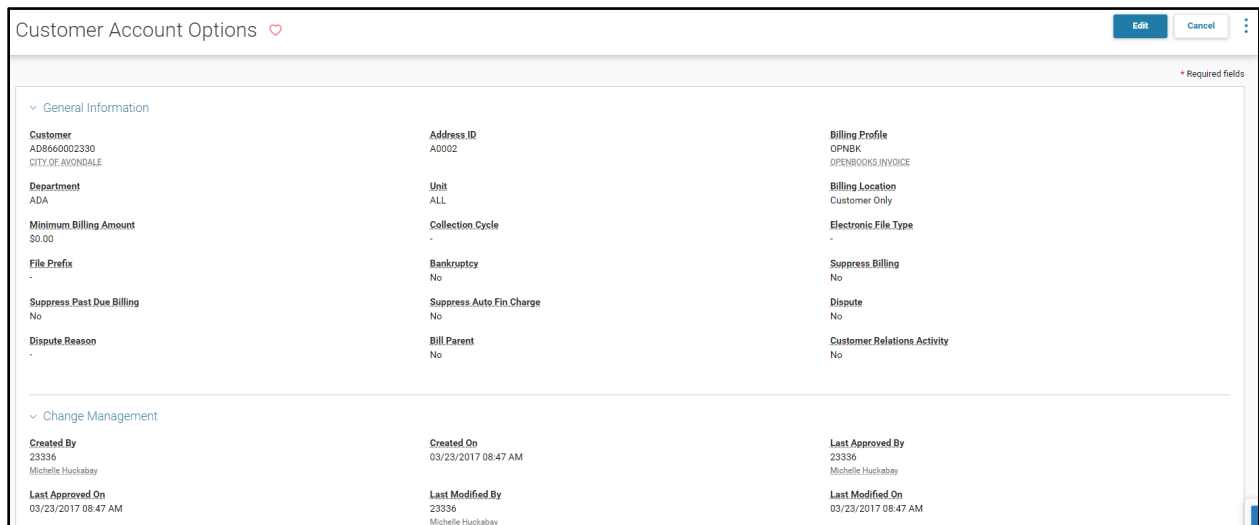 Customer Account Options
Edit
Cancel
* Required fields
General Information
Customer
AD8660002330
CITY OF AVONDALE
Address ID
A0002
Billing Profile
OPNBK
OPENBOOKS INVOICE
Department
ADA
Unit
ALL
Billing Location
Customer Only
Minimum Billing Amount
$0.00
Collection Cycle
-
Electronic File Type
-
File Prefix
-
Bankruptcy
No
Suppress Billing
No
Suppress Past Due Billing
No
Suppress Auto Fin Charge
No
Dispute
No
Dispute Reason
-
Bill Parent
No
Customer Relations Activity
No
Change Management
Created By
23336
Michelle Huckabay
Created On
03/23/2017 08:47 AM
Last Approved By
23336
Michelle Huckabay
Last Approved On
03/23/2017 08:47 AM
Last Modified By
23336
Michelle Huckabay
Last Modified On
03/23/2017 08:47 AM